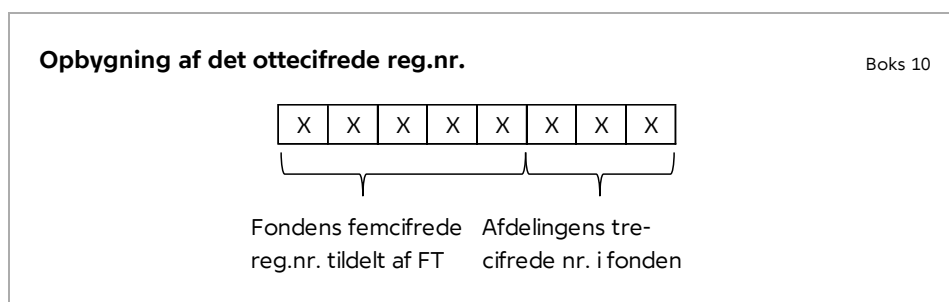 Opbygning af det ottecifrede reg.nr.
Boks 10
X X X X X X X X
Fondens femcifrede
reg.nr. tildelt af FT
Afdelingens tre-
cifrede nr. i fonden